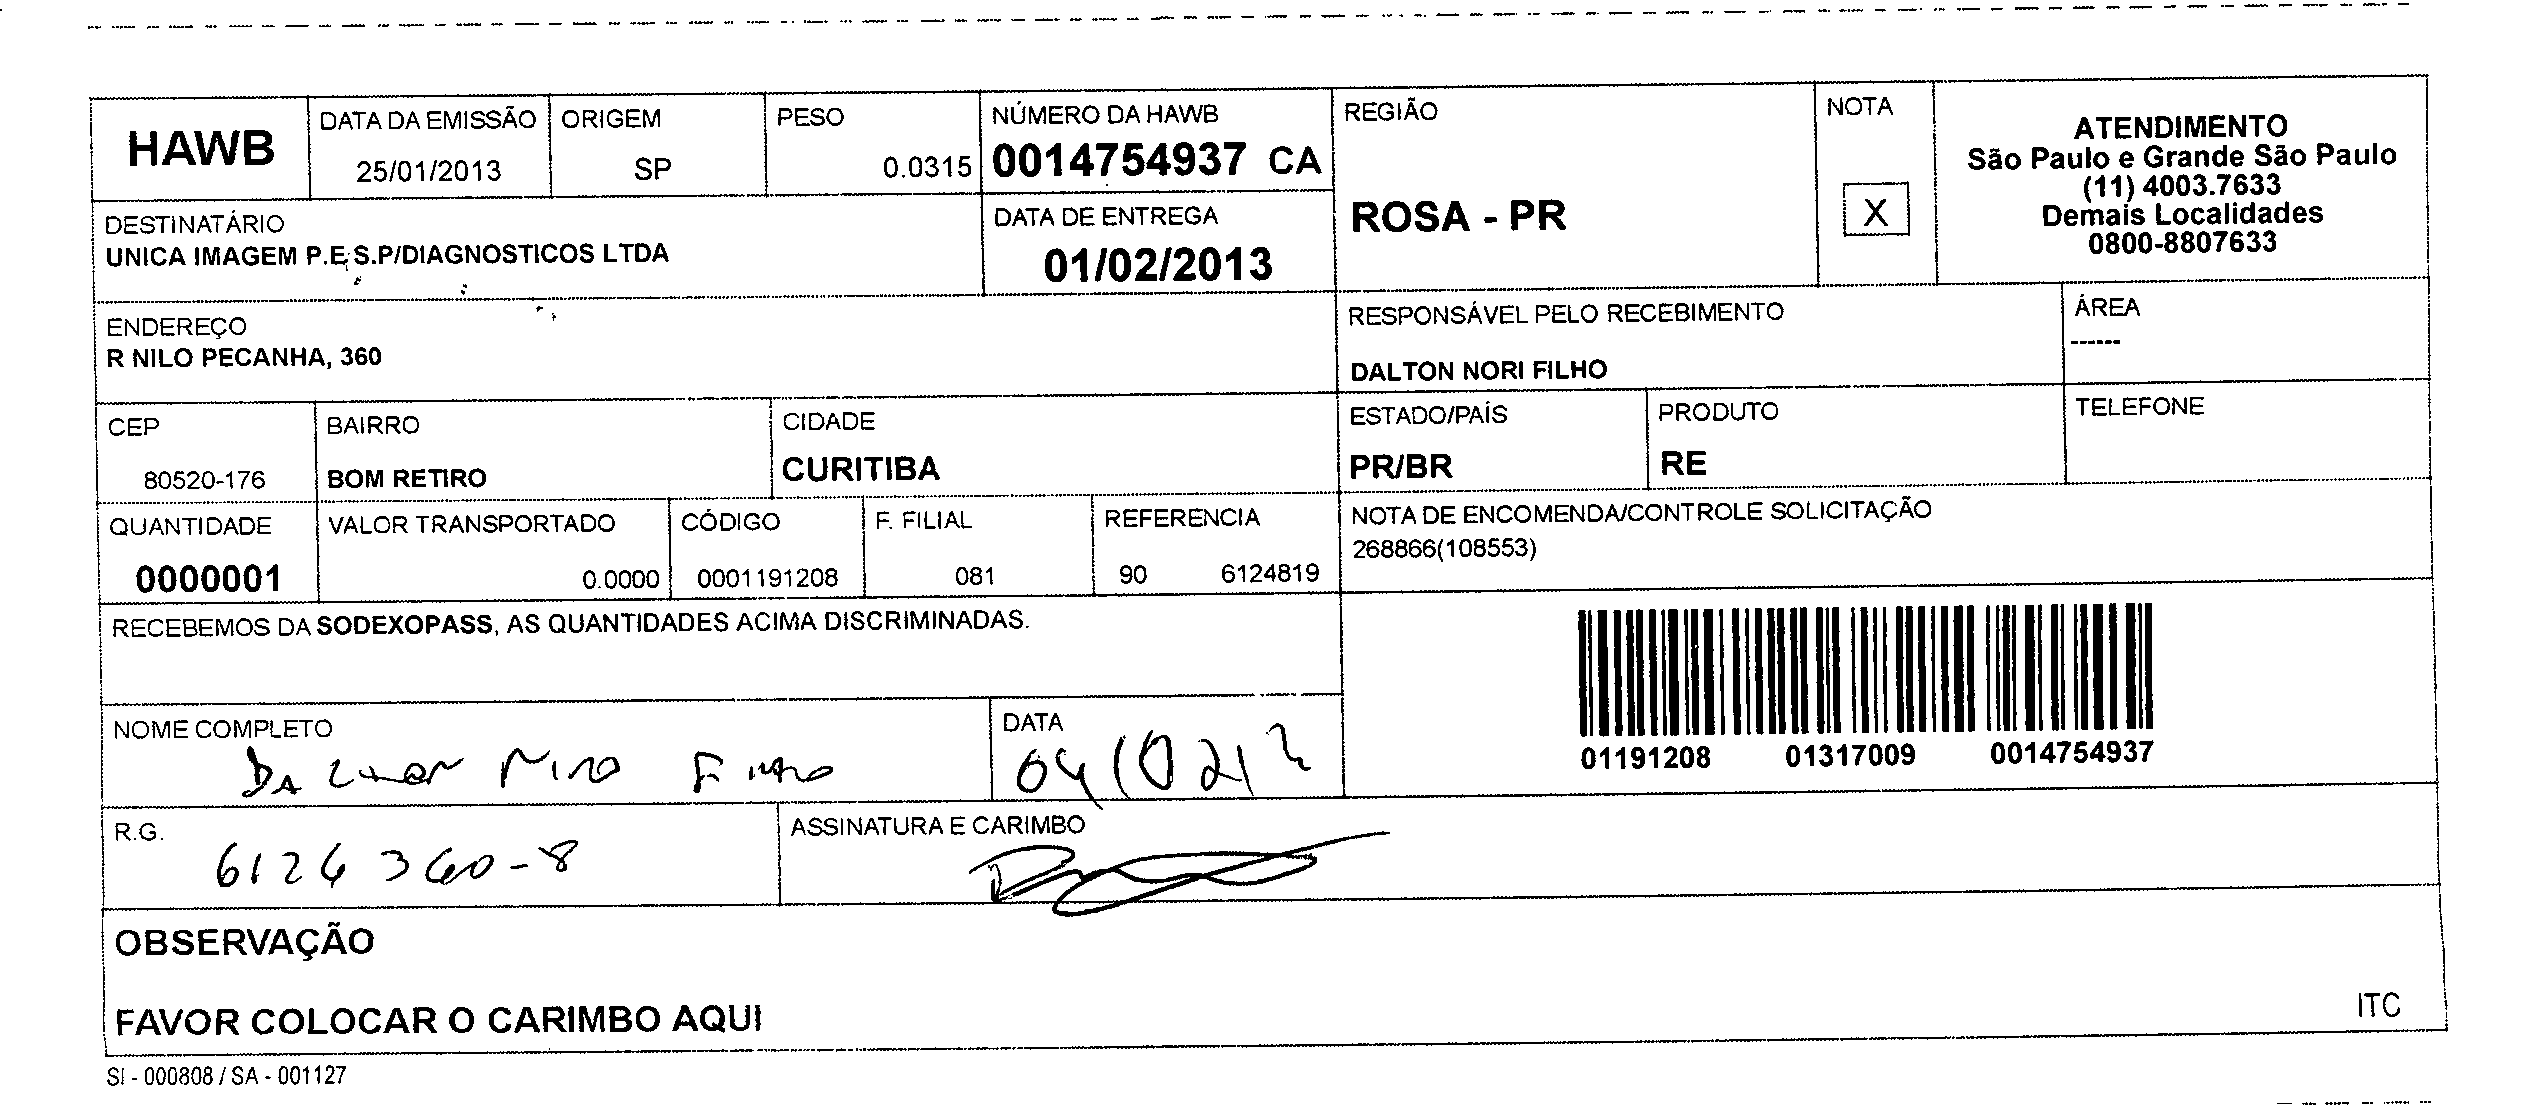 HAWB
DATA DA EMISSÃO
25/01/2013
ORIGEM
SP
PESO
0.0315
NÚMERO DA HAWB
0014754937 CA
REGIÃO
ROSA - PR
NOTA
X
ATENDIMENTO
São Paulo e Grande São Paulo
(11) 4003.7633
Demais Localidades
0800-8807633
DESTINATÁRIO
UNICA IMAGEM P.E.S.P/DIAGNOSTICOS LTDA
DATA DE ENTREGA
01/02/2013
ENDEREÇO
R NILO PECANHA, 360
RESPONSÁVEL PELO RECEBIMENTO
DALTON NORI FILHO
ÁREA
------
CEP
80520-176
BAIRRO
BOM RETIRO
CIDADE
CURITIBA
ESTADO/PAÍS
PR/BR
PRODUTO
RE
TELEFONE
QUANTIDADE
0000001
VALOR TRANSPORTADO
0.0000
CÓDIGO
0001191208
F. FILIAL
081
REFERENCIA
90 6124819
NOTA DE ENCOMENDA/CONTROLE SOLICITAÇÃO
268866(108553)
RECEBEMOS DA SODEXOPASS, AS QUANTIDADES ACIMA DISCRIMINADAS.
01191208 01317009 0014754937
NOME COMPLETO
DATA
R.G.
6126360-8
ASSINATURA E CARIMBO
OBSERVAÇÃO
FAVOR COLOCAR O CARIMBO AQUI
ITC
SI - 000808 / SA - 001127